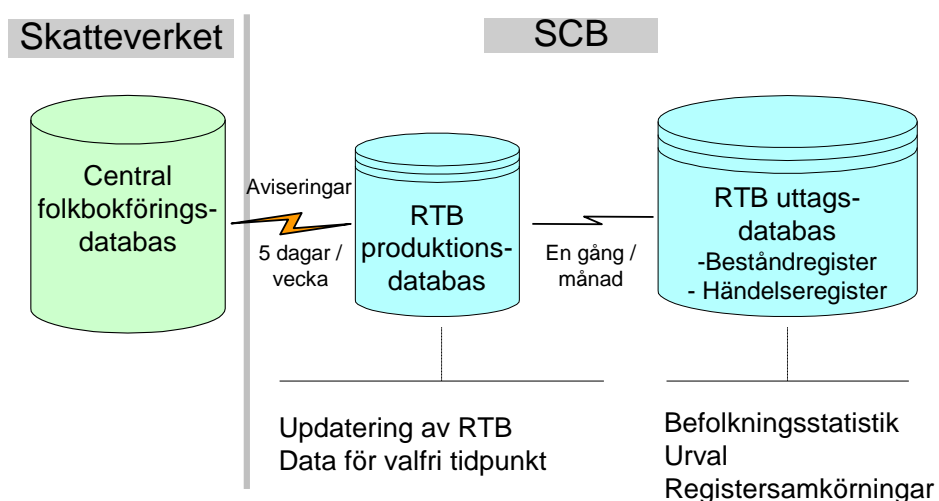 Skatteverket
SCB
Central
folkbokförings-
databas
Aviseringar
5 dagar /
vecka
RTB
produktions-
databas
En gång /
månad
RTB uttags-
databas
-Beståndregister
- Händelseregister
Updatering av RTB
Data för valfri tidpunkt
Befolkningsstatistik
Urval
Registersamkörningar